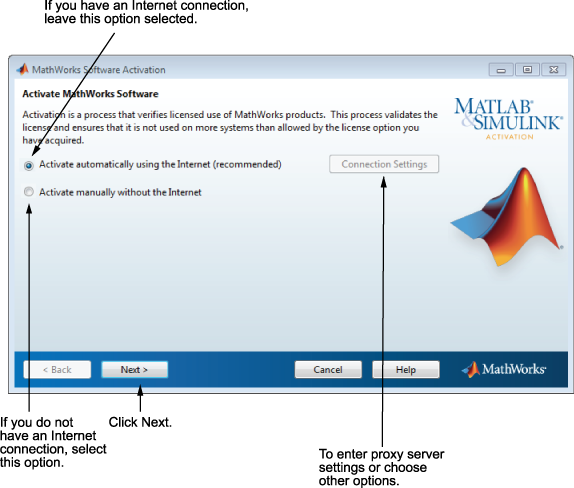 If you have an Internet connection,
leave this option selected.
MathWorks Software Activation
Activate MathWorks Software
Activation is a process that verifies licensed use of MathWorks products. This process validates the
license and ensures that it is not used on more systems than allowed by the license option you
have acquired.
MATLAB®
&SIMULINK®
ACTIVATION
Activate automatically using the Internet (recommended)
Connection Settings
Activate manually without the Internet
®
< Back
Next >
Cancel
Help
MathWorks®
If you do not
have an Internet
connection, select
this option.
Click Next.
To enter proxy server
settings or choose
other options.